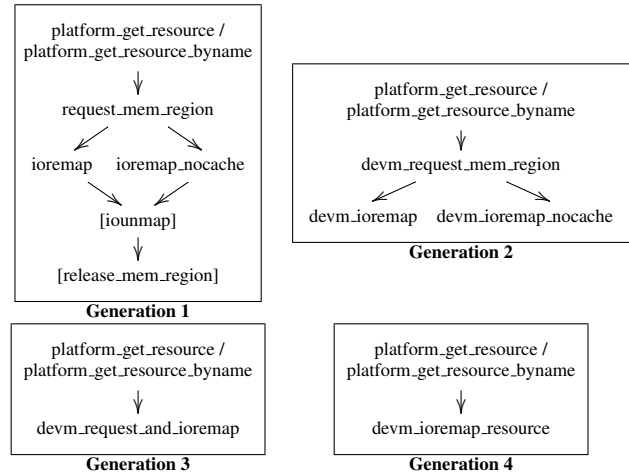 platform_get_resource /
platform_get_resource_byname
request_mem_region
ioremap ioremap_nocache
[iounmap]
[release_mem_region]
Generation 1
platform_get_resource /
platform_get_resource_byname
devm_request_mem_region
devm_ioremap devm_ioremap_nocache
Generation 2
platform_get_resource /
platform_get_resource_byname
devm_request_and_ioremap
Generation 3
platform_get_resource /
platform_get_resource_byname
devm_ioremap_resource
Generation 4